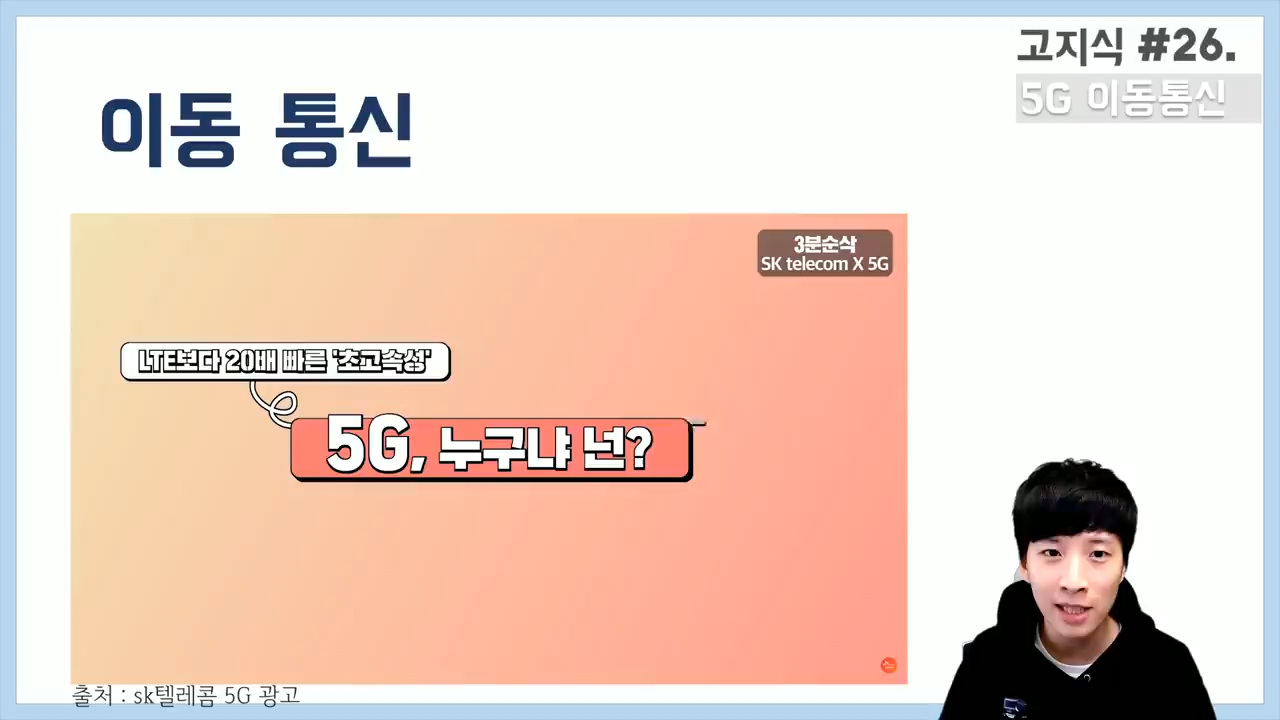 고지식 #26.
5G 이동통신
이동 통신
3분순삭
SK telecom X 5G
LTE보다 20배 빠른 '초고속성'
5G, 누구냐 넌?
출처 : sk텔레콤 5G 광고